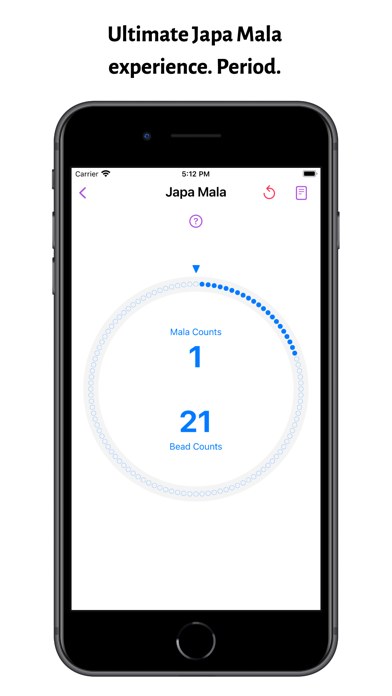 Ultimate Japa Mala
experience. Period.
Carrier 5:12 PM
Japa Mala
?
Mala Counts
1
21
Bead Counts